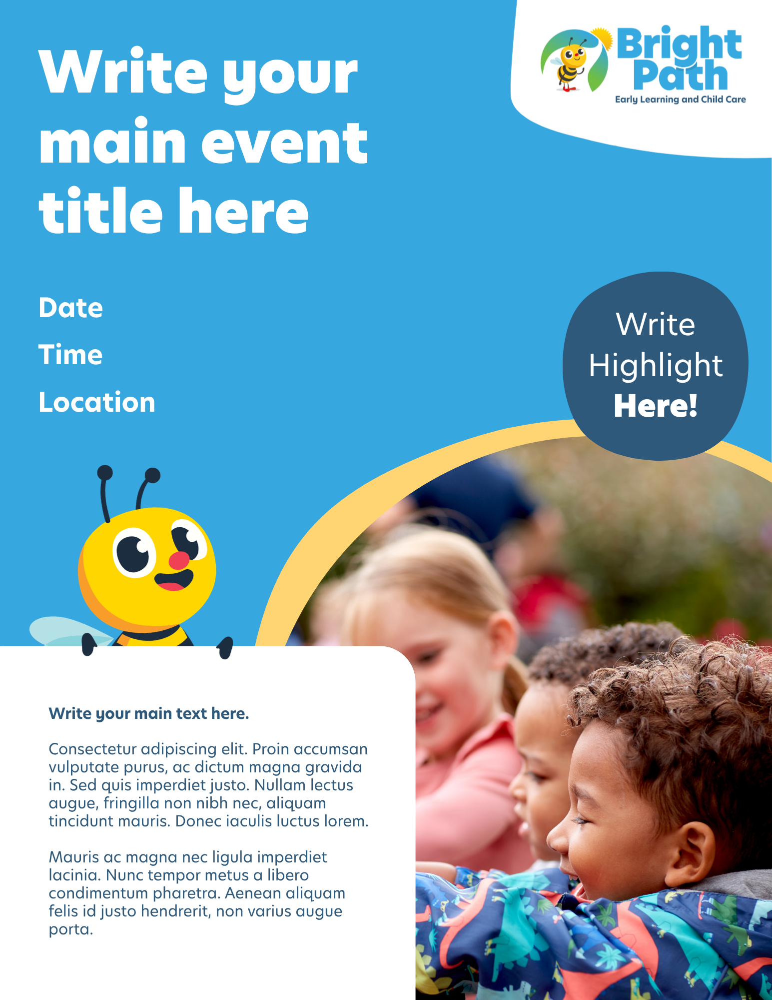 Write your
main event
title here
Bright
Path
Early Learning and Child Care
Date
Time
Location
Write
Highlight
Here!
Write your main text here.
Consectetur adipiscing elit. Proin accumsan
vulputate purus, ac dictum magna gravida
in. Sed quis imperdiet justo. Nullam lectus
augue, fringilla non nibh nec, aliquam
tincidunt mauris. Donec iaculis luctus lorem.
Mauris ac magna nec ligula imperdiet
lacinia. Nunc tempor metus a libero
condimentum pharetra. Aenean aliquam
felis id justo hendrerit, non varius augue
porta.